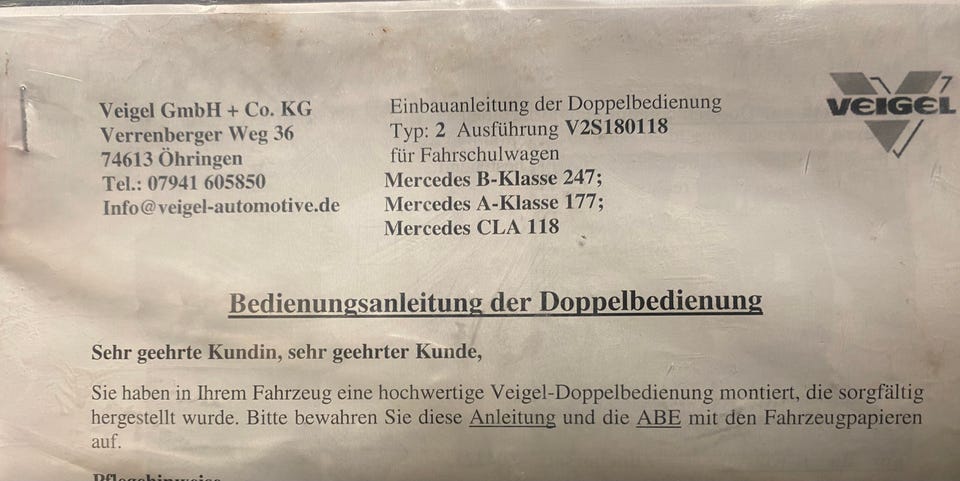 Veigel GmbH + Co. KG
Verrenberger Weg 36
74613 Öhringen
Tel.: 07941 605850
Info@veigel-automotive.de
Einbauanleitung der Doppelbedienung
Typ: 2 Ausführung V2S180118
für Fahrschulwagen
Mercedes B-Klasse 247;
Mercedes A-Klasse 177;
Mercedes CLA 118
VEIGEL
Bedienungsanleitung der Doppelbedienung
Sehr geehrte Kundin, sehr geehrter Kunde,
Sie haben in Ihrem Fahrzeug eine hochwertige Veigel-Doppelbedienung montiert, die sorgfältig
hergestellt wurde. Bitte bewahren Sie diese Anleitung und die ABE mit den Fahrzeugpapieren
auf.
Pflegehinweise